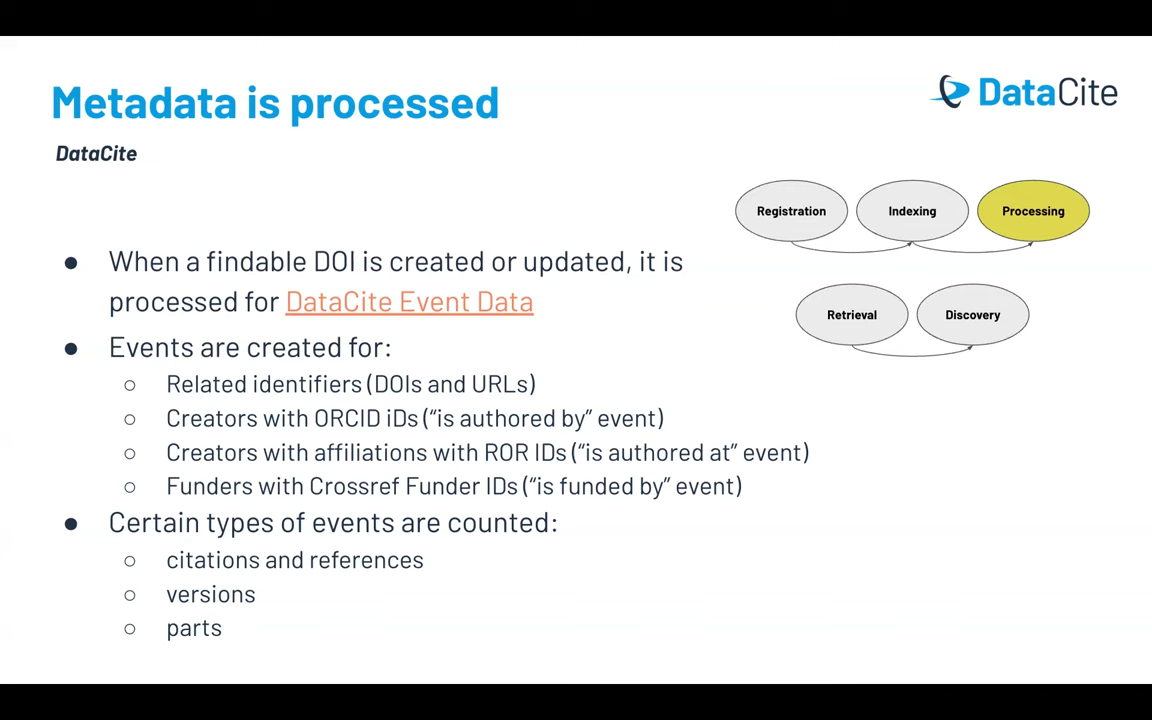 Metadata is processed
DataCite
DataCite
Registration
Indexing
Processing
Retrieval
Discovery
● When a findable DOI is created or updated, it is
processed for DataCite Event Data
● Events are created for:
○ Related identifiers (DOIs and URLs)
○ Creators with ORCID iDs (“is authored by” event)
○ Creators with affiliations with ROR IDs (“is authored at” event)
○ Funders with Crossref Funder IDs (“is funded by” event)
● Certain types of events are counted:
○ citations and references
○ versions
○ parts